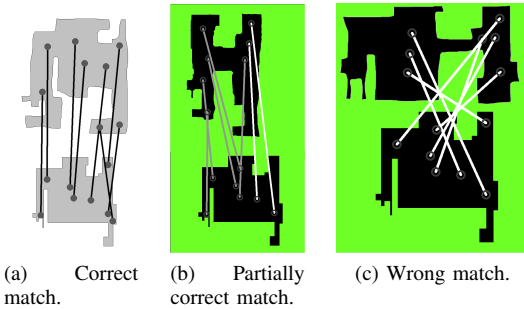 (a) Correct
match.
(b) Partially
correct match.
(c) Wrong match.